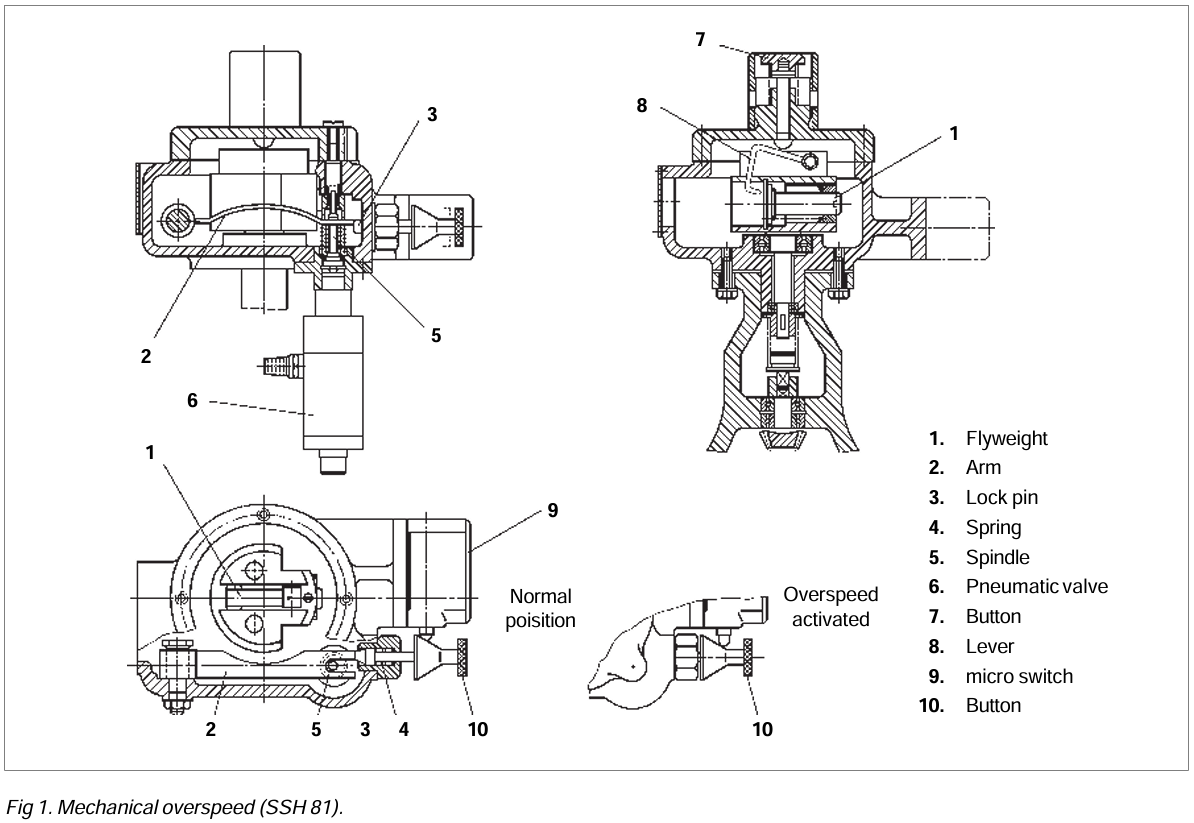 7
8
3
1
2
5
6
1
9
Normal
poisition
Overspeed
activated
2 5 3 4 10
10
1. Flyweight
2. Arm
3. Lock pin
4. Spring
5. Spindle
6. Pneumatic valve
7. Button
8. Lever
9. micro switch
10. Button
Fig 1. Mechanical overspeed (SSH 81).